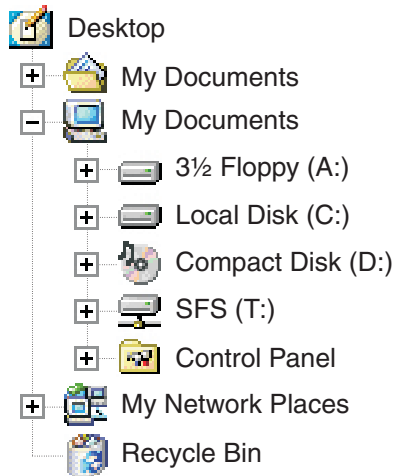 Desktop
My Documents
My Documents
3½ Floppy (A:)
Local Disk (C:)
Compact Disk (D:)
SFS (T:)
Control Panel
My Network Places
Recycle Bin